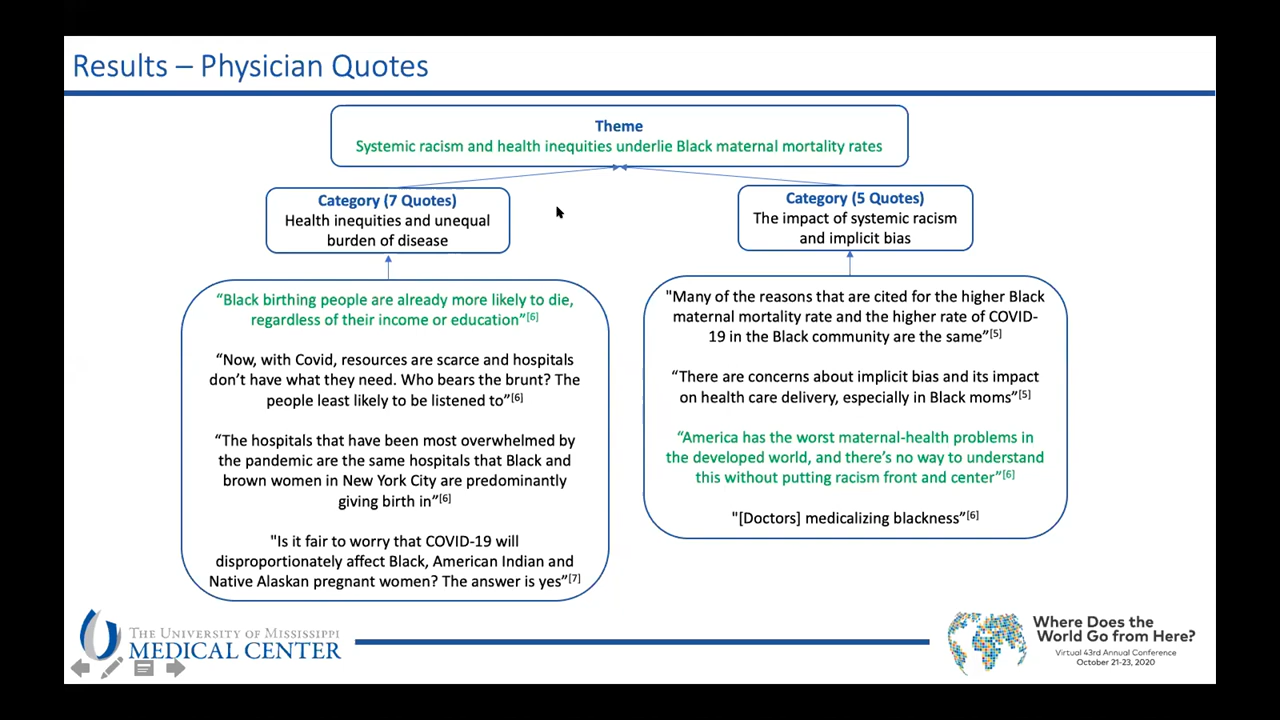 Results – Physician Quotes
Theme
Systemic racism and health inequities underlie Black maternal mortality rates
Category (7 Quotes)
Health inequities and unequal
burden of disease
“Black birthing people are already more likely to die,
regardless of their income or education”[6]
“Now, with Covid, resources are scarce and hospitals
don’t have what they need. Who bears the brunt? The
people least likely to be listened to”[6]
“The hospitals that have been most overwhelmed by
the pandemic are the same hospitals that Black and
brown women in New York City are predominantly
giving birth in”[6]
"Is it fair to worry that COVID-19 will
disproportionately affect Black, American Indian and
Native Alaskan pregnant women? The answer is yes”[7]
Category (5 Quotes)
The impact of systemic racism
and implicit bias
"Many of the reasons that are cited for the higher Black
maternal mortality rate and the higher rate of COVID-
19 in the Black community are the same”[5]
“There are concerns about implicit bias and its impact
on health care delivery, especially in Black moms”[5]
“America has the worst maternal-health problems in
the developed world, and there’s no way to understand
this without putting racism front and center”[6]
"[Doctors] medicalizing blackness”[6]
THE UNIVERSITY OF MISSISSIPPI
MEDICAL CENTER
Where Does the
World Go from Here?
Virtual 43rd Annual Conference
October 21-23, 2020